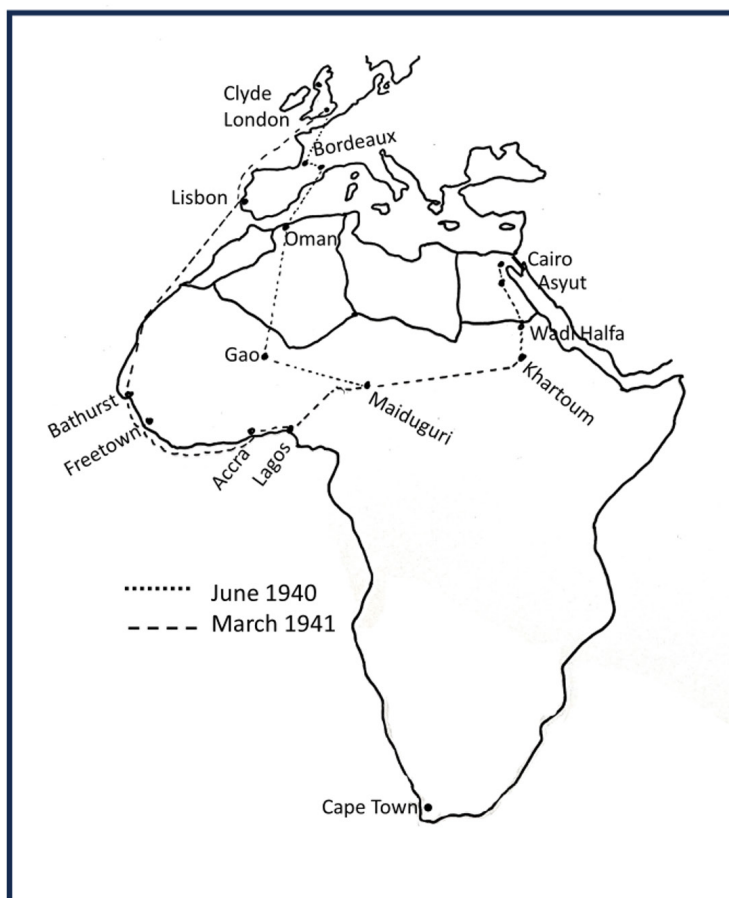 Clyde
London
Bordeaux
Lisbon
Oman
Cairo
Asyut
Wadi Halfa
Gao
Khartoum
Maiduguri
Bathurst
Freetown
Accra
Lagos
June 1940
March 1941
Cape Town